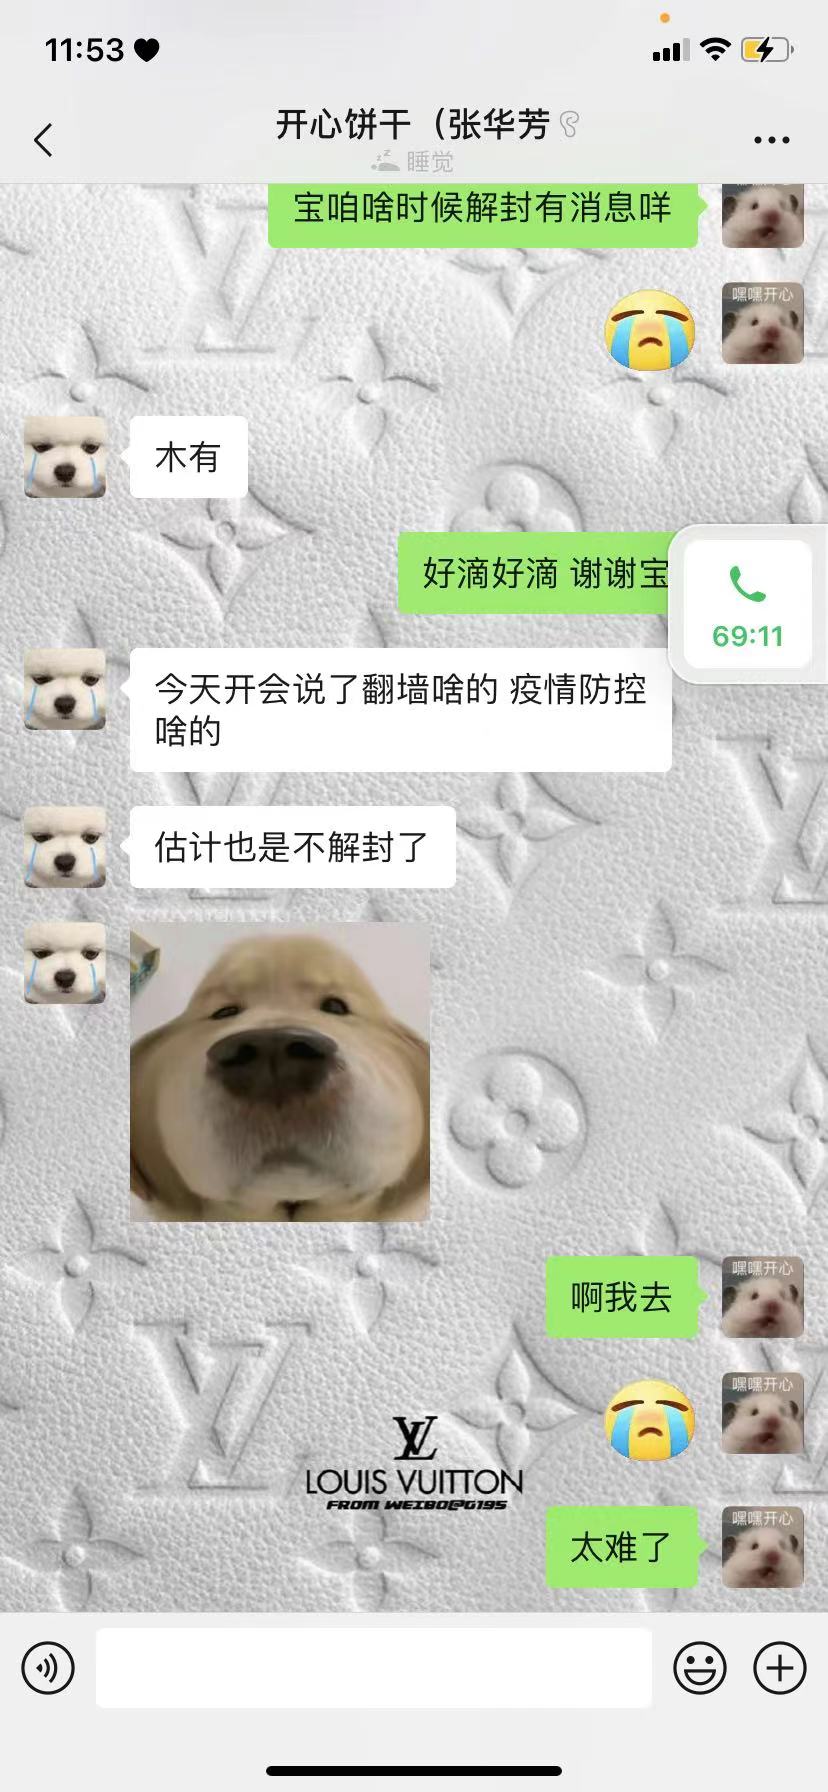 11:53
开心饼干（张华芳
睡觉
宝咱啥时候解封有消息咩
嘿嘿开心
木有
好滴好滴 谢谢宝
69:11
今天开会说了翻墙啥的 疫情防控
啥的
估计也是不解封了
啊我去
嘿嘿开心
嘿嘿开心
LOUIS VUITTON
FROM WEIBO@G195
太难了
嘿嘿开心